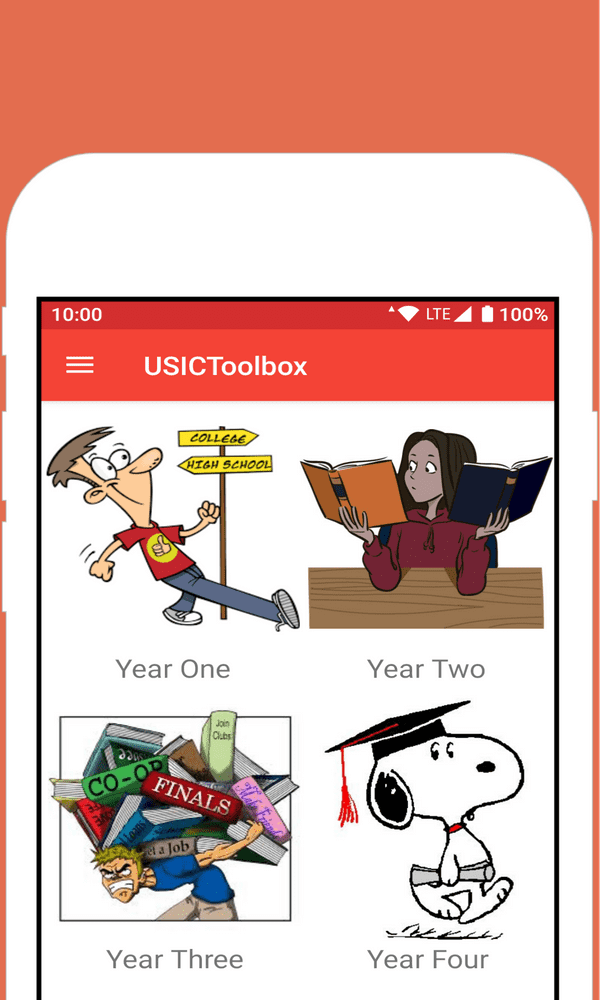 10:00 LTE 100%
USICToolbox
COLLEGE
HIGH SCHOOL
Year One
Year Two
Join
Clubs
CO-OP
FINALS
Get a Job
Year Three
Year Four